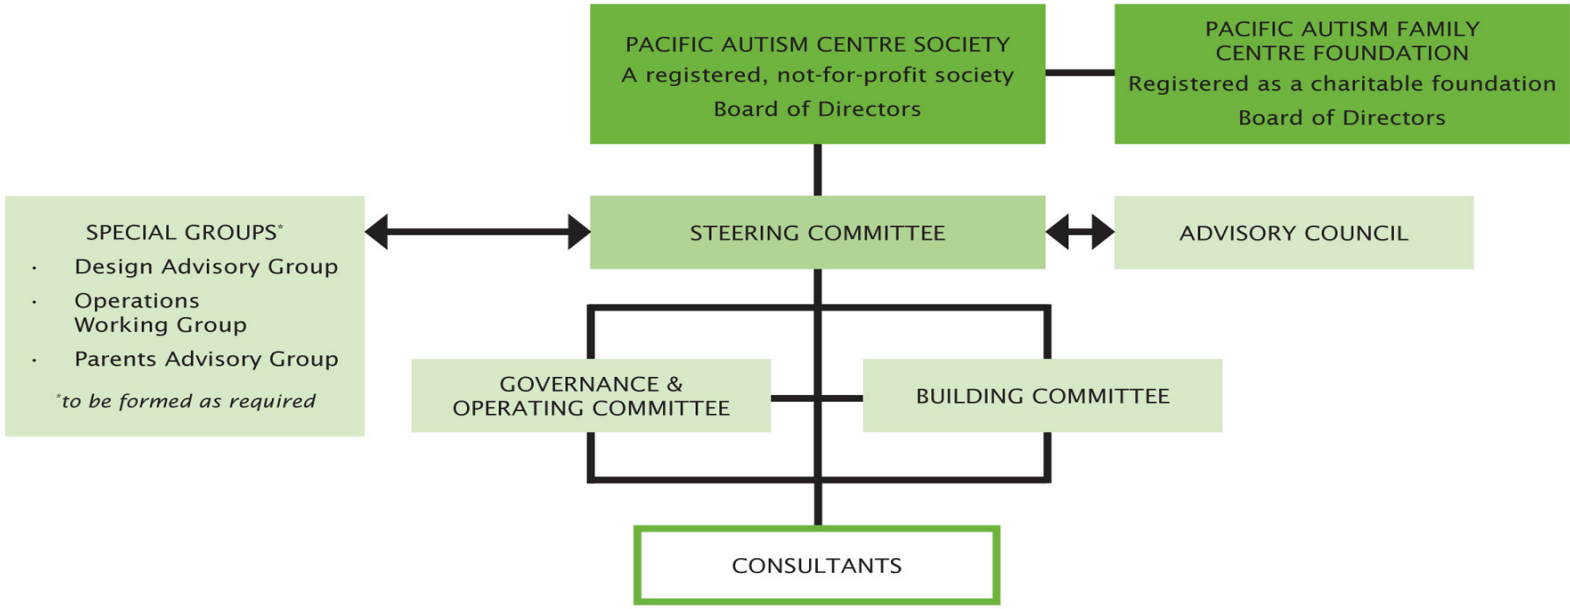 PACIFIC AUTISM CENTRE SOCIETY
A registered, not-for-profit society
Board of Directors
PACIFIC AUTISM FAMILY
CENTRE FOUNDATION
Registered as a charitable foundation
Board of Directors
SPECIAL GROUPS*
· Design Advisory Group
· Operations
Working Group
· Parents Advisory Group
*to be formed as required
STEERING COMMITTEE
ADVISORY COUNCIL
GOVERNANCE &
OPERATING COMMITTEE
BUILDING COMMITTEE
CONSULTANTS